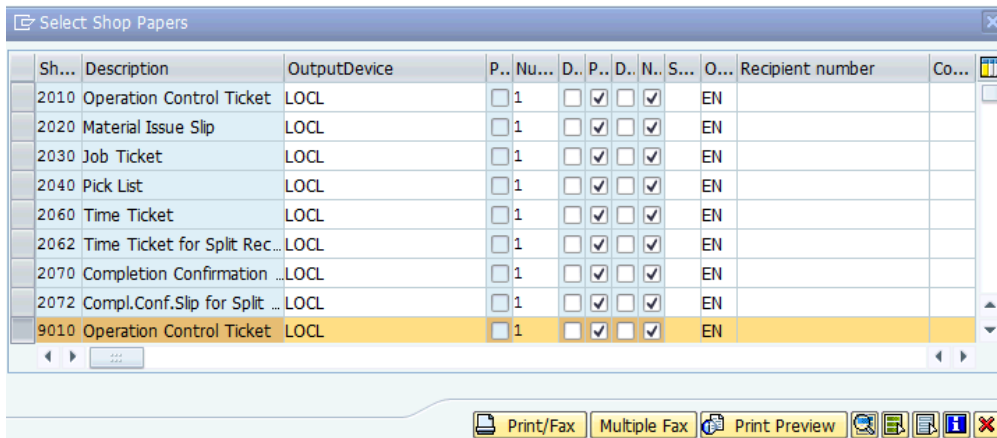 Select Shop Papers
Sh... Description OutputDevice P.. Nu... D.. P.. D.. N.. S... O... Recipient number Co...
2010 Operation Control Ticket LOCL 1 EN
2020 Material Issue Slip LOCL 1 EN
2030 Job Ticket LOCL 1 EN
2040 Pick List LOCL 1 EN
2060 Time Ticket LOCL 1 EN
2062 Time Ticket for Split Rec... LOCL 1 EN
2070 Completion Confirmation ... LOCL 1 EN
2072 Compl.Conf.Slip for Split ... LOCL 1 EN
9010 Operation Control Ticket LOCL 1 EN
Print/Fax Multiple Fax Print Preview